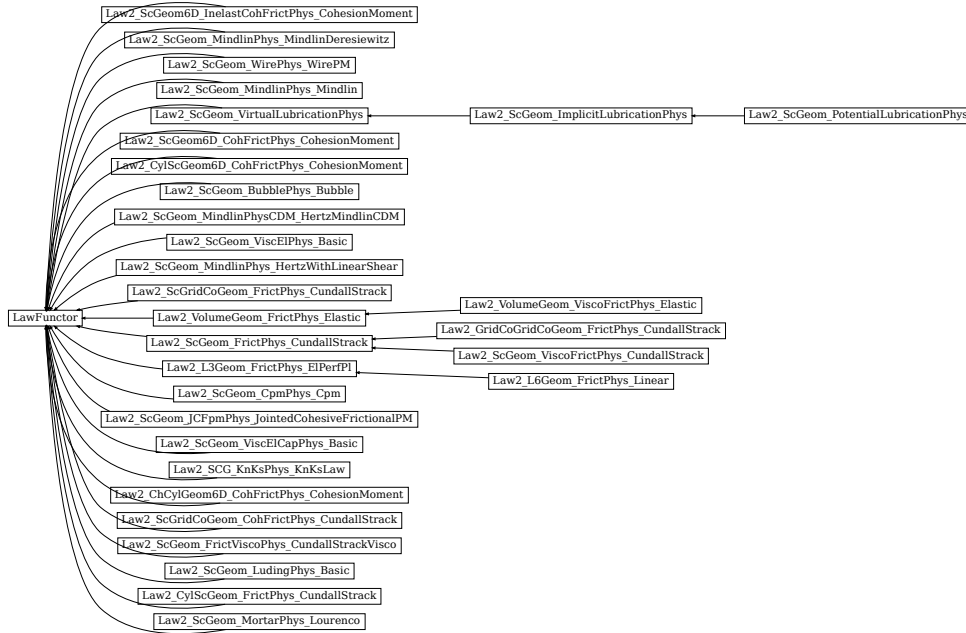 Law2_ScGeom6D_InelastCohFrictPhys_CohesionMoment
Law2_ScGeom_MindlinPhys_MindlinDeresiewitz
Law2_ScGeom_WirePhys_WirePM
Law2_ScGeom_MindlinPhys_Mindlin
Law2_ScGeom_VirtualLubricationPhys
Law2_ScGeom_ImplicitLubricationPhys
Law2_ScGeom_PotentialLubricationPhys
Law2_ScGeom6D_CohFrictPhys_CohesionMoment
Law2_CylScGeom6D_CohFrictPhys_CohesionMoment
Law2_ScGeom_BubblePhys_Bubble
Law2_ScGeom_MindlinPhysCDM_HertzMindlinCDM
Law2_ScGeom_ViscElPhys_Basic
Law2_ScGeom_MindlinPhys_HertzWithLinearShear
Law2_ScGridCoGeom_FrictPhys_CundallStrack
LawFunctor
Law2_VolumeGeom_FrictPhys_Elastic
Law2_VolumeGeom_ViscoFrictPhys_Elastic
Law2_GridCoGridCoGeom_FrictPhys_CundallStrack
Law2_ScGeom_FrictPhys_CundallStrack
Law2_ScGeom_ViscoFrictPhys_CundallStrack
Law2_L3Geom_FrictPhys_ElPerfPl
Law2_L6Geom_FrictPhys_Linear
Law2_ScGeom_CpmPhys_Cpm
Law2_ScGeom_JCFpmPhys_JointedCohesiveFrictionalPM
Law2_ScGeom_ViscElCapPhys_Basic
Law2_SCG_KnKsPhys_KnKsLaw
Law2_ChCylGeom6D_CohFrictPhys_CohesionMoment
Law2_ScGridCoGeom_CohFrictPhys_CundallStrack
Law2_ScGeom_FrictViscoPhys_CundallStrackVisco
Law2_ScGeom_LudingPhys_Basic
Law2_CylScGeom_FrictPhys_CundallStrack
Law2_ScGeom_MortarPhys_Lourenco